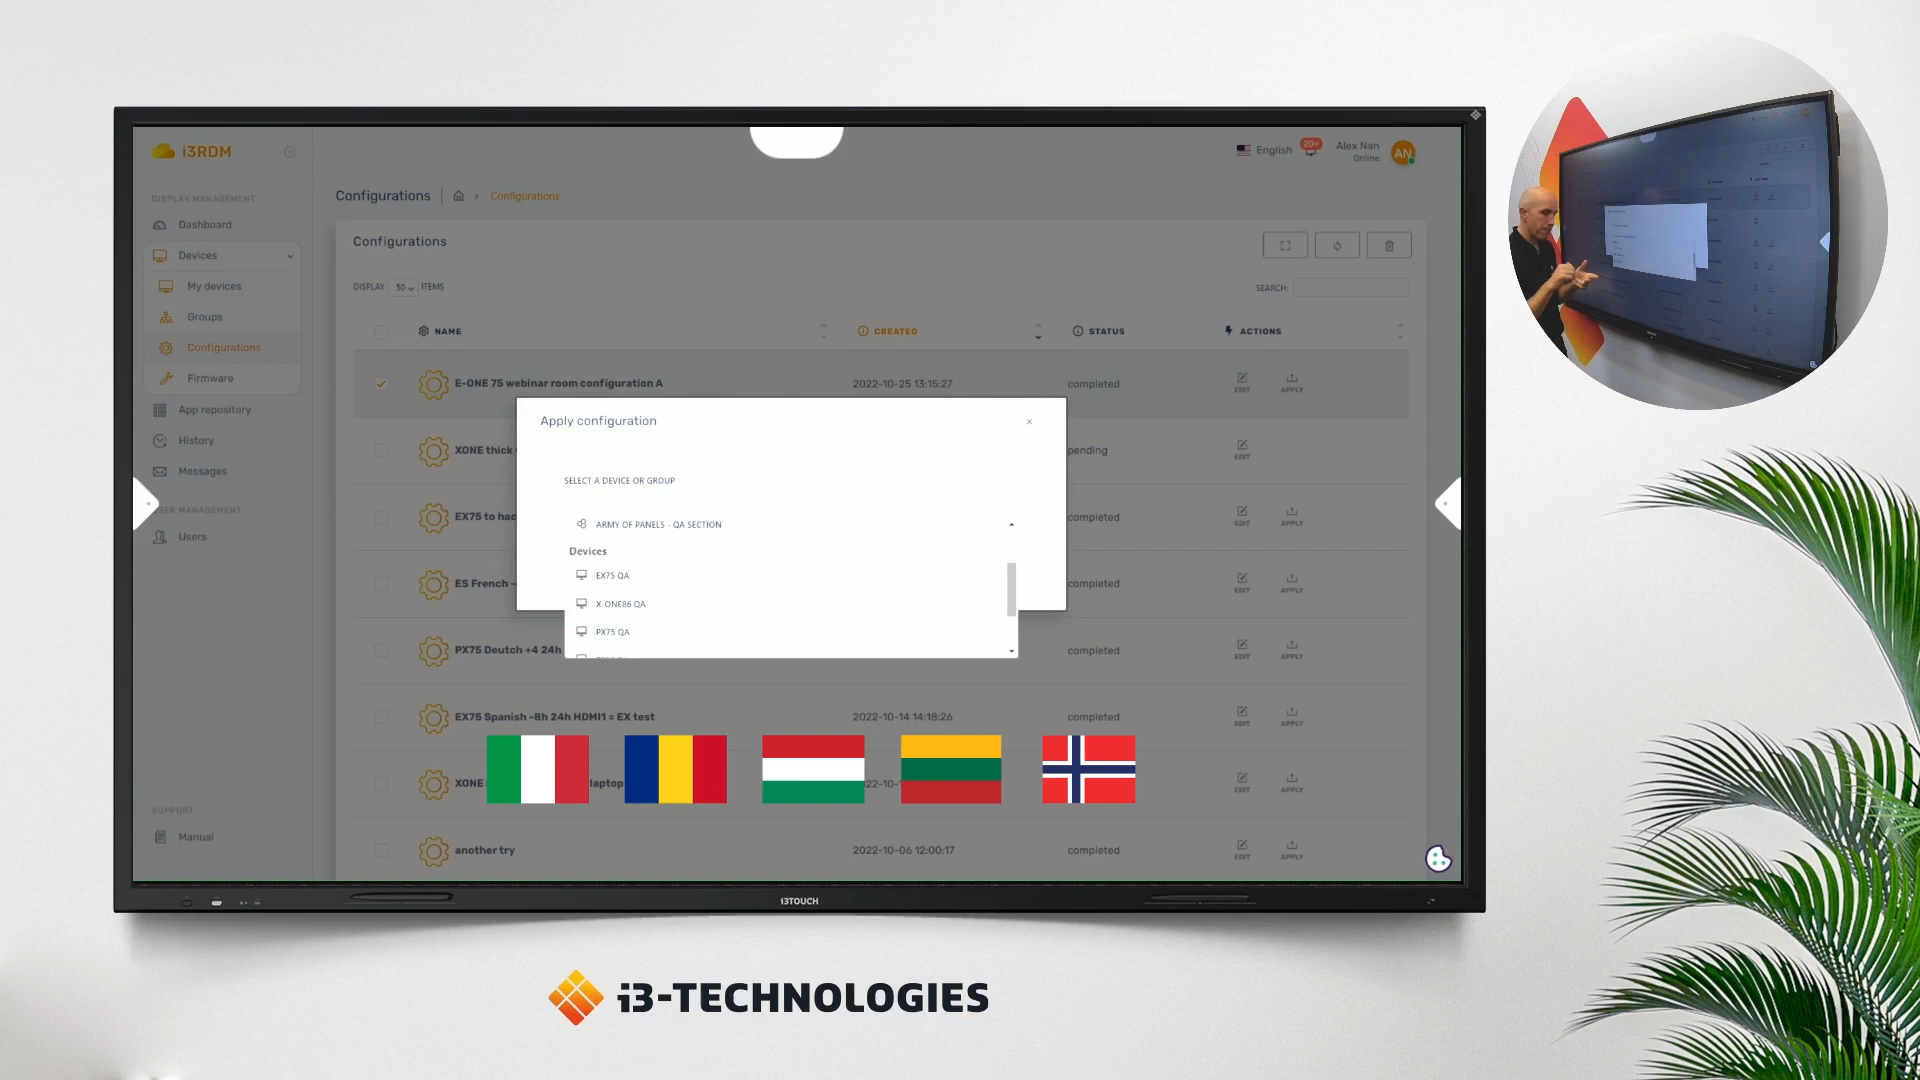 i3RDM
English
20+
Alex Nan
Online
AN
DISPLAY MANAGEMENT
Dashboard
Devices
My devices
Groups
Configurations
Firmware
App repository
History
Messages
USER MANAGEMENT
Users
SUPPORT
Manual
Configurations
Configurations
Configurations
DISPLAY 50 ITEMS
SEARCH:
NAME CREATED STATUS ACTIONS
E-ONE 75 webinar room configuration A 2022-10-25 13:15:27 completed EDIT APPLY
XONE thick pending EDIT
EX75 to hac completed EDIT APPLY
ES French - completed EDIT APPLY
PX75 Deutch +4 24h completed EDIT APPLY
EX75 Spanish -8h 24h HDMI1 = EX test 2022-10-14 14:18:26 completed EDIT APPLY
XONE laptop 22-10- completed EDIT APPLY
another try 2022-10-06 12:00:17 completed EDIT APPLY
Apply configuration
×
SELECT A DEVICE OR GROUP
ARMY OF PANELS - QA SECTION
Devices
EX75 QA
X-ONE86 QA
PX75 QA
i3TOUCH
i3-TECHNOLOGIES